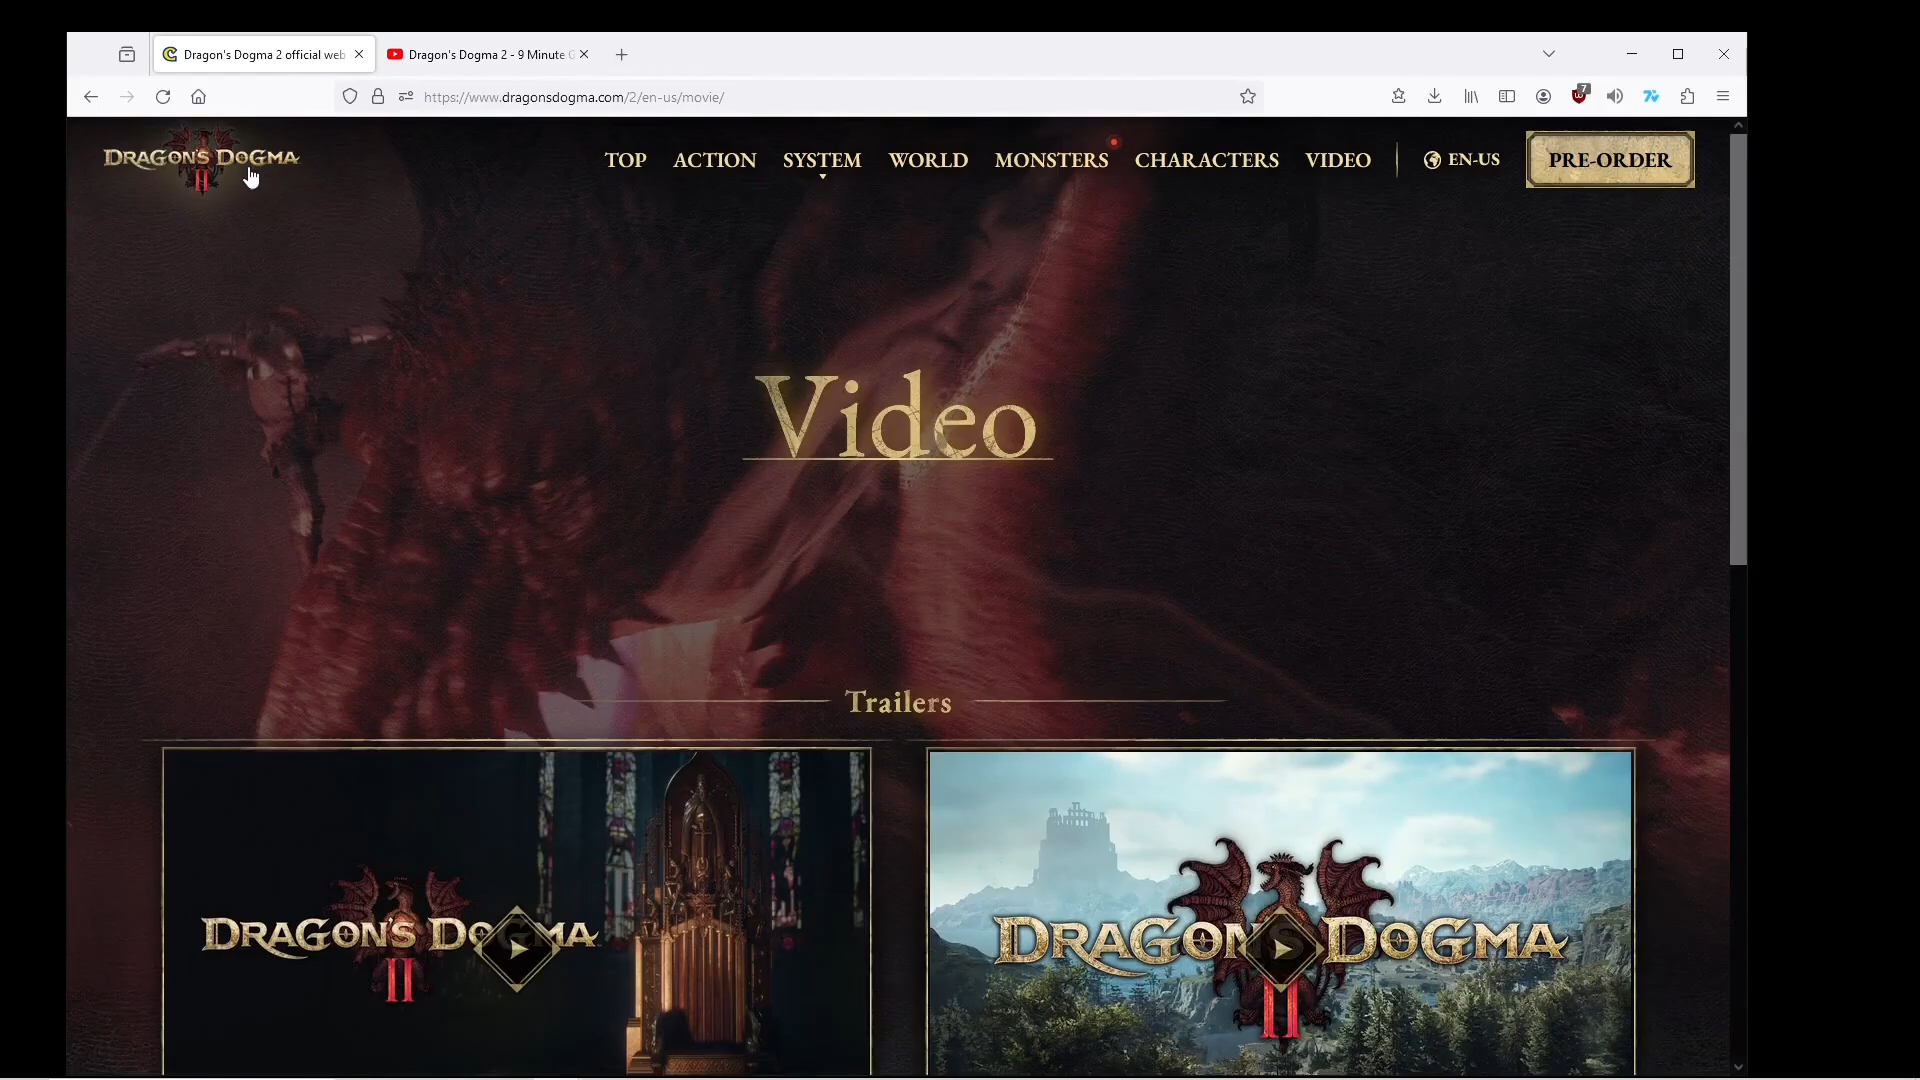 Dragon's Dogma 2 official web
Dragon's Dogma 2 - 9 Minute G
https://www.dragonsdogma.com/2/en-us/movie/
7
DRAGON'S DOGMA
II
TOP
ACTION
SYSTEM
WORLD
MONSTERS
CHARACTERS
VIDEO
EN-US
PRE-ORDER
Video
Trailers
DRAGON'S DOGMA
II
DRAGON'S DOGMA
II